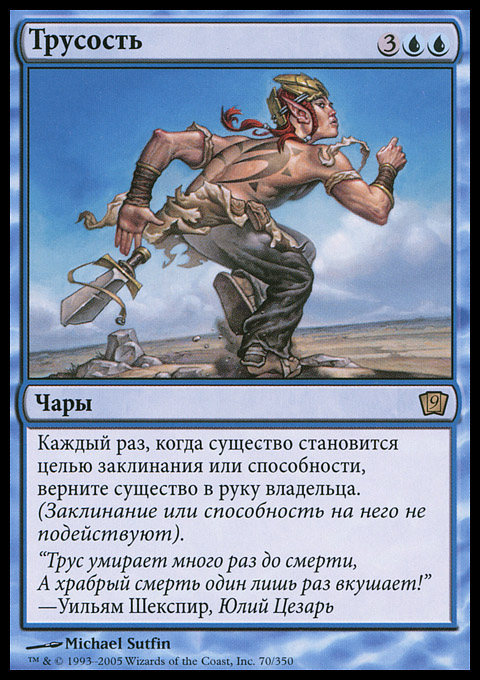 Трусость 3
Чары 9
Каждый раз, когда существо становится
целью заклинания или способности,
верните существо в руку владельца.
(Заклинание или способность на него не
подействуют).
“Трус умирает много раз до смерти,
А храбрый смерть один лишь раз вкушает!”
—Уильям Шекспир, Юлий Цезарь
Michael Sutfin
™ & © 1993–2005 Wizards of the Coast, Inc. 70/350